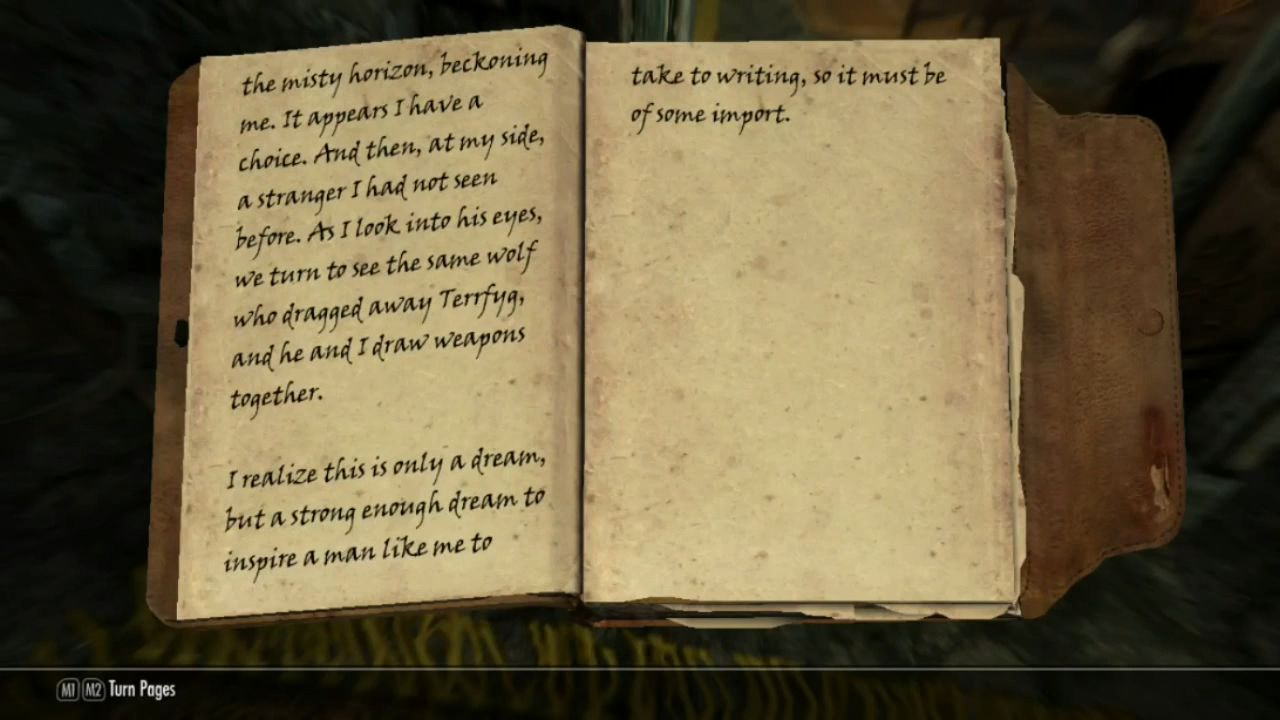 the misty horizon, beckoning
me. It appears I have a
choice. And then, at my side,
a stranger I had not seen
before. As I look into his eyes,
we turn to see the same wolf
who dragged away Terrfyg,
and he and I draw weapons
together.
I realize this is only a dream,
but a strong enough dream to
inspire a man like me to
take to writing, so it must be
of some import.
M1 M2 Turn Pages